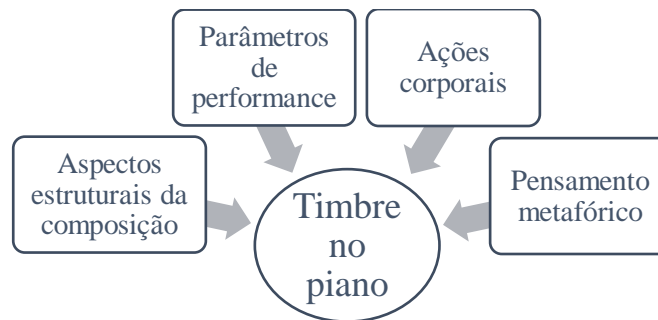 Parâmetros
de
performance
Ações
corporais
Aspectos
estruturais da
composição
Pensamento
metafórico
Timbre
no
piano